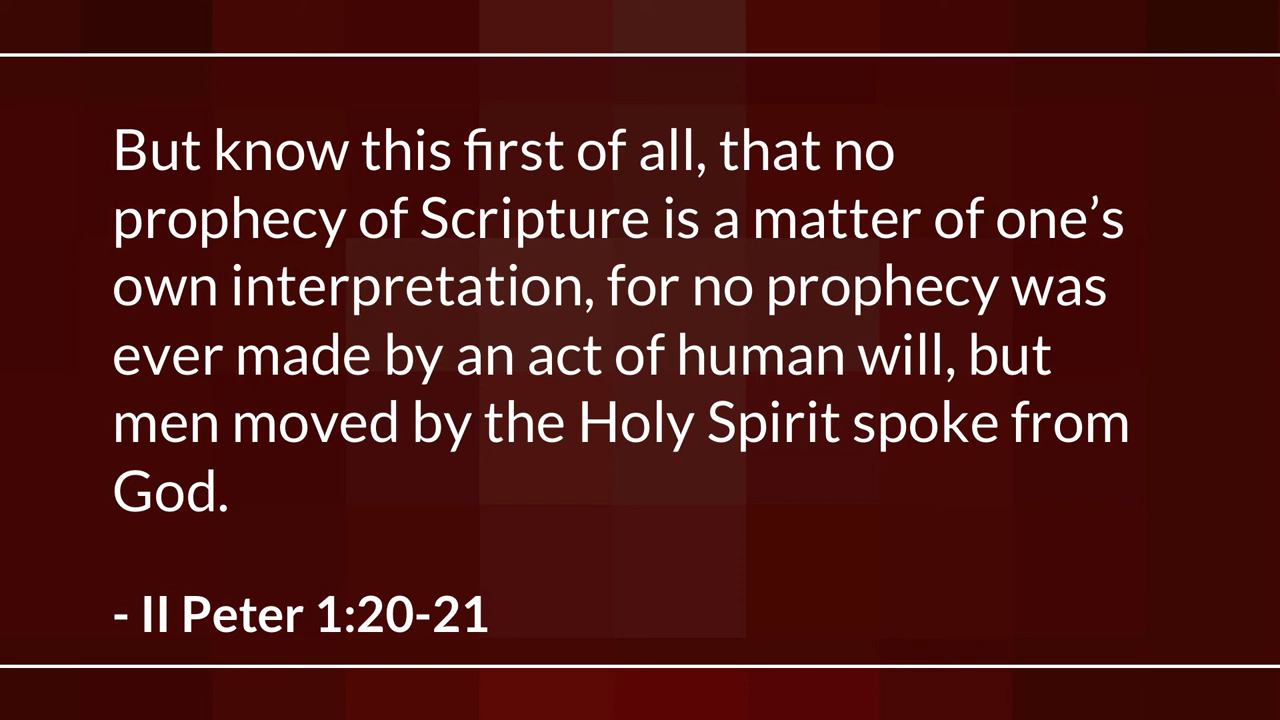 But know this first of all, that no
prophecy of Scripture is a matter of one’s
own interpretation, for no prophecy was
ever made by an act of human will, but
men moved by the Holy Spirit spoke from
God.
- II Peter 1:20-21